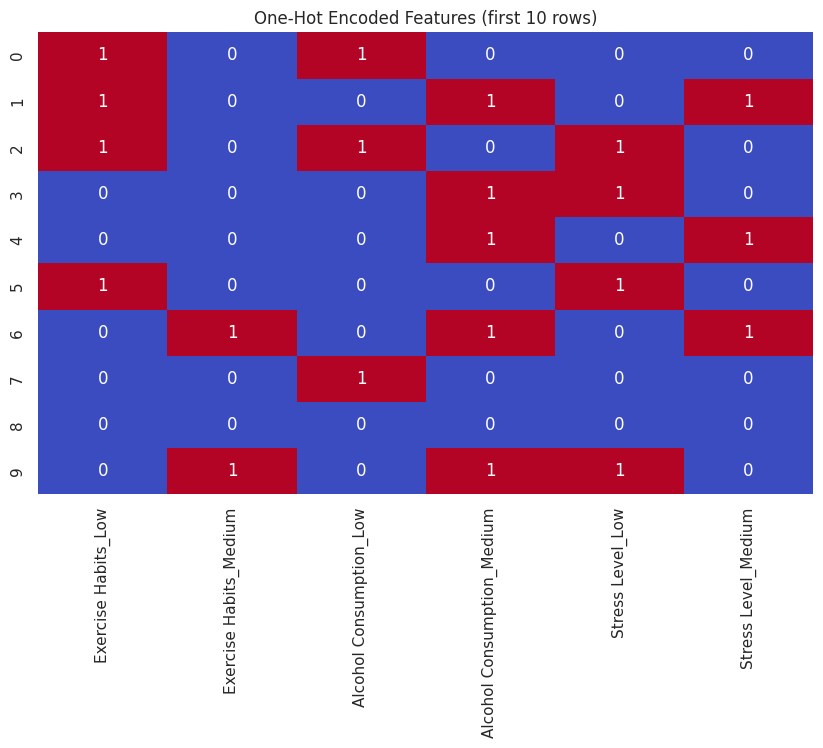 One-Hot Encoded Features (first 10 rows)
0 1 0 1 0 0 0
1 1 0 0 1 0 1
2 1 0 1 0 1 0
3 0 0 0 1 1 0
4 0 0 0 1 0 1
5 1 0 0 0 1 0
6 0 1 0 1 0 1
7 0 0 1 0 0 0
8 0 0 0 0 0 0
9 0 1 0 1 1 0
Exercise Habits_Low
Exercise Habits_Medium
Alcohol Consumption_Low
Alcohol Consumption_Medium
Stress Level_Low
Stress Level_Medium